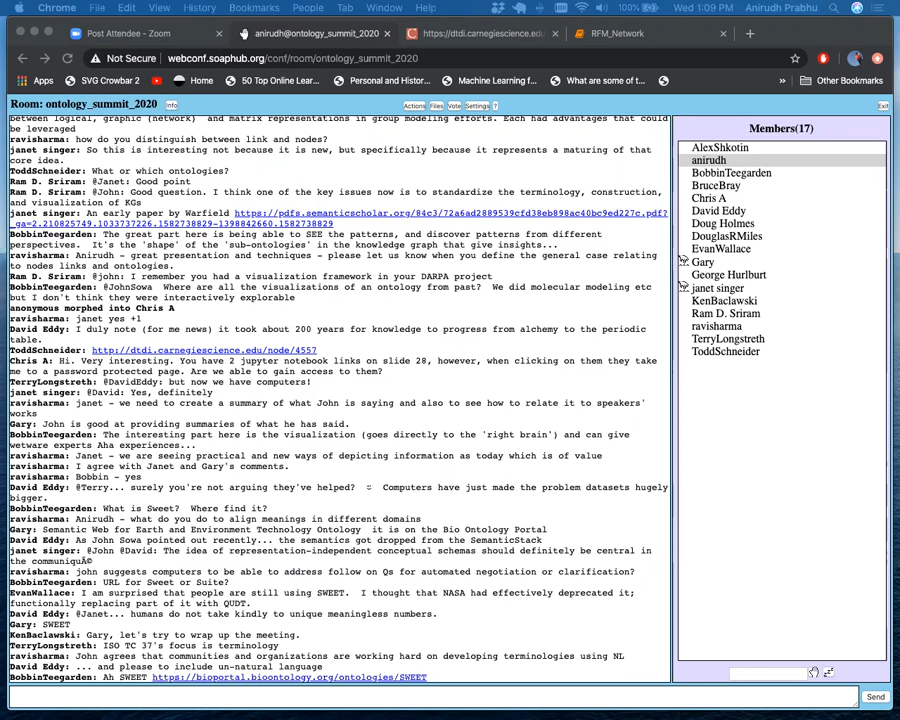 Chrome File Edit View History Bookmarks People Tab Window Help 100% Wed 1:09 PM Anirudh Prabhu
Post Attendee - Zoom × anirudh@ontology_summit_2020 × https://dtdi.carnegiescience.edu/ × RFM_Network × +
Not Secure | webconf.soaphub.org/conf/room/ontology_summit_2020
Apps SVG Crowbar 2 Home 50 Top Online Lear... Personal and Histor... Machine Learning f... What are some of t... » Other Bookmarks
Room: ontology_summit_2020 Info Actions Files Vote Settings ? Exit
between logical, graphic (network) and matrix representations in group modeling efforts. Each had advantages that could
be leveraged
ravisharma: how do you distinguish between link and nodes?
janet singer: So this is interesting not because it is new, but specifically because it represents a maturing of that
core idea.
ToddSchneider: What or which ontologies?
Ram D. Sriram: @Janet: Good point
Ram D. Sriram: @John: Good question. I think one of the key issues now is to standardize the terminology, construction,
and visualization of KGs
janet singer: An early paper by Warfield https://pdfs.semanticscholar.org/84c3/72a6ad2889539cfd38eb898ac40bc9ed227c.pdf?
_ga=2.210825749.1033737226.1582738829-1398842660.1582738829
BobbinTeegarden: The great part here is being able to SEE the patterns, and discover patterns from different
perspectives.  It's the 'shape' of the 'sub-ontologies' in the knowledge graph that give insights...
ravisharma: Anirudh - great presentation and techniques - please let us know when you define the general case relating
to nodes links and ontologies.
Ram D. Sriram: @john: I remember you had a visualization framework in your DARPA project
BobbinTeegarden: @JohnSowa  Where are all the visualizations of an ontology from past?  We did molecular modeling etc
but I don't think they were interactively explorable
anonymous morphed into Chris A
ravisharma: janet yes +1
David Eddy: I duly note (for me news) it took about 200 years for knowledge to progress from alchemy to the periodic
table.
ToddSchneider: http://dtdi.carnegiescience.edu/node/4557
Chris A: Hi. Very interesting. You have 2 jupyter notebook links on slide 28, however, when clicking on them they take
me to a password protected page. Are we able to gain access to them?
TerryLongstreth: @DavidEddy: but now we have computers!
janet singer: @David: Yes, definitely
ravisharma: janet - we need to create a summary of what John is saying and also to see how to relate it to speakers'
works
Gary: John is good at providing summaries of what he has said.
BobbinTeegarden: The interesting part here is the visualization (goes directly to the 'right brain') and can give
wetware experts Aha experiences...
ravisharma: Janet - we are seeing practical and new ways of depicting information as today which is of value
ravisharma: I agree with Janet and Gary's comments.
ravisharma: Bobbin - yes
David Eddy: @Terry... surely you're not arguing they've helped?  Computers have just made the problem datasets hugely
bigger.
BobbinTeegarden: What is Sweet?  Where find it?
ravisharma: Anirudh - what do you do to align meanings in different domains
Gary: Semantic Web for Earth and Environment Technology Ontology  it is on the Bio Ontology Portal
David Eddy: As John Sowa pointed out recently... the semantics got dropped from the SemanticStack
janet singer: @John @David: The idea of representation-independent conceptual schemas should definitely be central in
the communiquÃ©
ravisharma: john suggests computers to be able to address follow on Qs for automated negotiation or clarification?
BobbinTeegarden: URL for Sweet or Suite?
EvanWallace: I am surprised that people are still using SWEET.  I thought that NASA had effectively deprecated it;
functionally replacing part of it with QUDT.
David Eddy: @Janet... humans do not take kindly to unique meaningless numbers.
Gary: SWEET
KenBaclawski: Gary, let's try to wrap up the meeting.
TerryLongstreth: ISO TC 37's focus is terminology
ravisharma: John agrees that communities and organizations are working hard on developing terminologies using NL
David Eddy: ... and please to include un-natural language
BobbinTeegarden: Ah SWEET https://bioportal.bioontology.org/ontologies/SWEET
Members(17)
AlexShkotin
anirudh
BobbinTeegarden
BruceBray
Chris A
David Eddy
Doug Holmes
DouglasRMiles
EvanWallace
Gary
George Hurlburt
janet singer
KenBaclawski
Ram D. Sriram
ravisharma
TerryLongstreth
ToddSchneider
Send